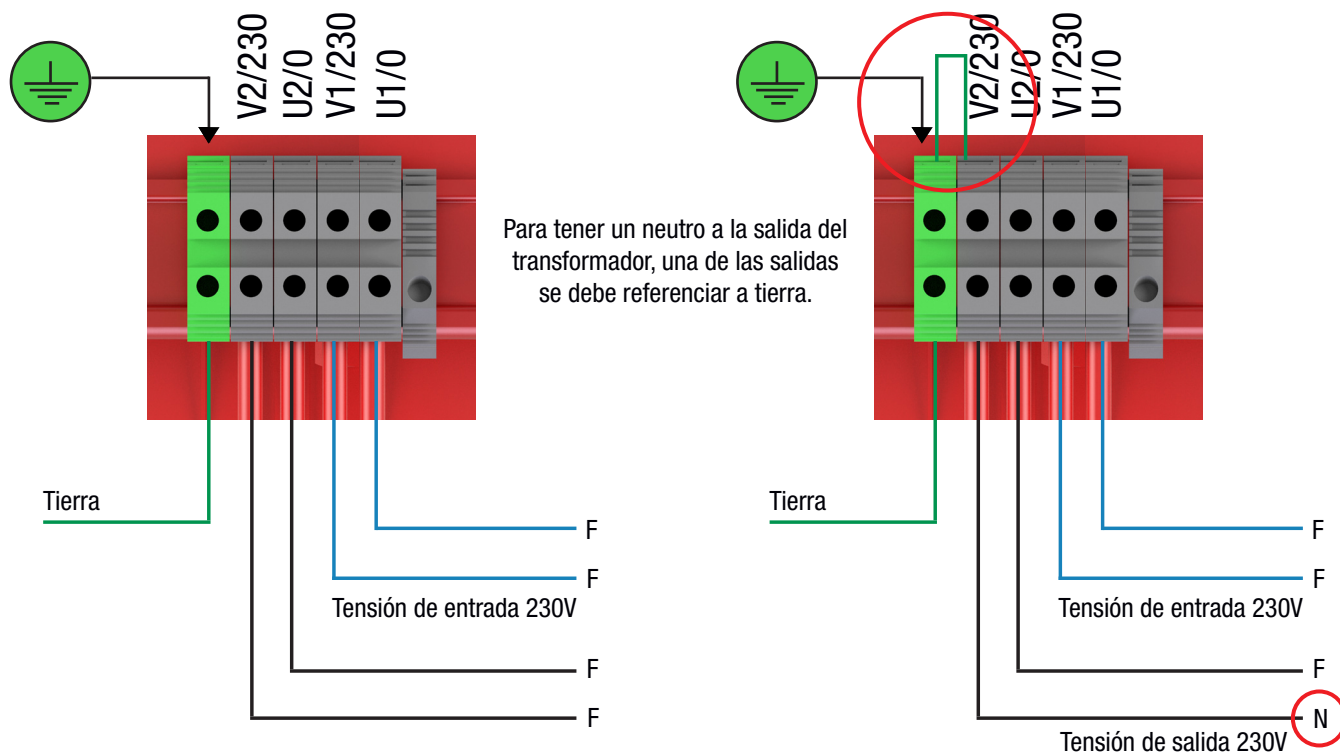 V2/230
U2/0
V1/230
U1/0
Tierra
F
F
Tensión de entrada 230V
F
F
Para tener un neutro a la salida del
transformador, una de las salidas
se debe referenciar a tierra.
V2/230
U2/0
V1/230
U1/0
Tierra
F
F
Tensión de entrada 230V
F
N
Tensión de salida 230V